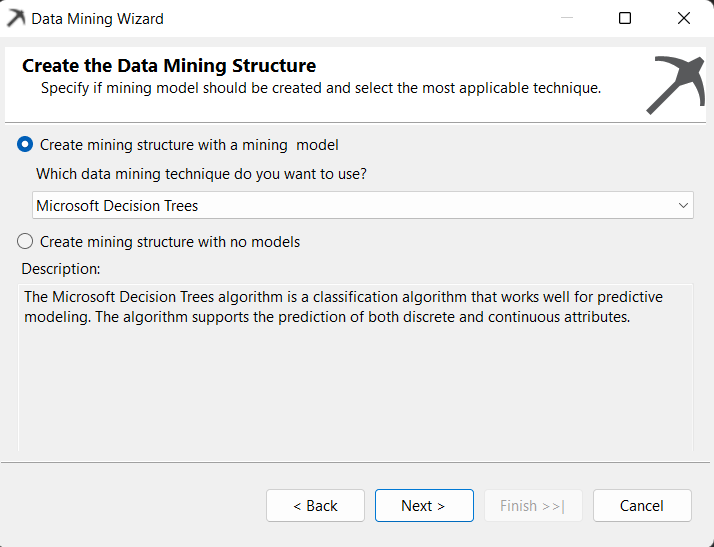 Data Mining Wizard
Create the Data Mining Structure
Specify if mining model should be created and select the most applicable technique.
Create mining structure with a mining  model
Which data mining technique do you want to use?
Microsoft Decision Trees
Create mining structure with no models
Description:
The Microsoft Decision Trees algorithm is a classification algorithm that works well for predictive
modeling. The algorithm supports the prediction of both discrete and continuous attributes.
< Back
Next >
Finish >>|
Cancel